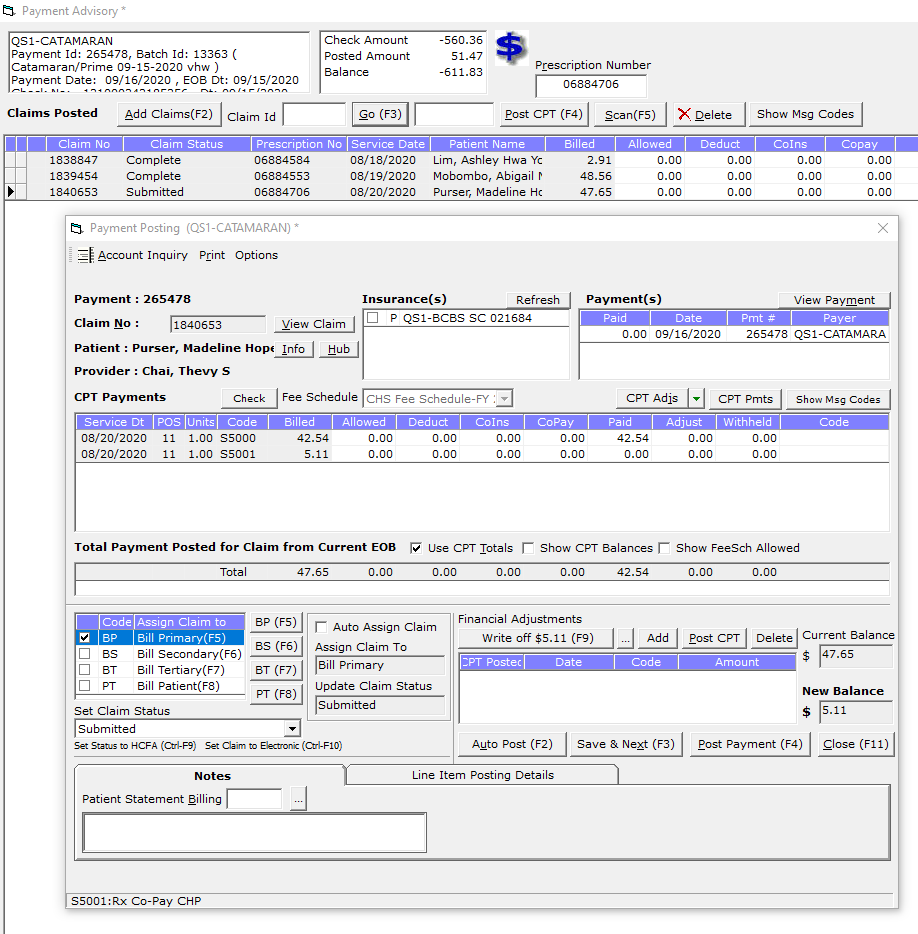 Payment Advisory *
QS1-CATAMARAN
Payment Id: 265478, Batch Id: 13363 (
Catamaran/Prime 09-15-2020 vhw )
Payment Date: 09/16/2020 , EOB Dt: 09/15/2020
Check Amount -560.36
Posted Amount 51.47
Balance -611.83
Prescription Number
06884706
Claims Posted Add Claims(F2) Claim Id Go (F3) Post CPT (F4) Scan(F5) Delete Show Msg Codes
Claim No Claim Status Prescription No Service Date Patient Name Billed Allowed Deduct CoIns Copay
1838847 Complete 06884584 08/18/2020 Lim, Ashley Hwa Yo 2.91 0.00 0.00 0.00 0.00
1839454 Complete 06884553 08/19/2020 Mobombo, Abigail 48.56 0.00 0.00 0.00 0.00
1840653 Submitted 06884706 08/20/2020 Purser, Madeline Ho 47.65 0.00 0.00 0.00 0.00
Payment Posting (QS1-CATAMARAN) *
Account Inquiry Print Options
Payment : 265478
Claim No : 1840653 View Claim
Patient : Purser, Madeline Hope Info Hub
Provider : Chai, Thevy S
Insurance(s) Refresh
P QS1-BCBS SC 021684
Payment(s) View Payment
Paid Date Pmt # Payer
0.00 09/16/2020 265478 QS1-CATAMARA
CPT Payments Check Fee Schedule CHS Fee Schedule-FY CPT Adjs CPT Pmts Show Msg Codes
Service Dt POS Units Code Billed Allowed Deduct CoIns CoPay Paid Adjust Withheld Code
08/20/2020 11 1.00 S5000 42.54 0.00 0.00 0.00 0.00 42.54 0.00 0.00
08/20/2020 11 1.00 S5001 5.11 0.00 0.00 0.00 0.00 0.00 0.00 0.00
Total Payment Posted for Claim from Current EOB Use CPT Totals Show CPT Balances Show FeeSch Allowed
Total 47.65 0.00 0.00 0.00 0.00 42.54 0.00 0.00
Code Assign Claim to
BP Bill Primary(F5)
BS Bill Secondary(F6)
BT Bill Tertiary(F7)
PT Bill Patient(F8)
BP (F5)
BS (F6)
BT (F7)
PT (F8)
Auto Assign Claim
Assign Claim To
Bill Primary
Update Claim Status
Submitted
Set Claim Status
Submitted
Set Status to HCFA (Ctrl-F9) Set Claim to Electronic (Ctrl-F10)
Financial Adjustments
Write off $5.11 (F9) ... Add Post CPT Delete
CPT Posted Date Code Amount
Current Balance
$ 47.65
New Balance
$ 5.11
Auto Post (F2) Save & Next (F3) Post Payment (F4) Close (F11)
Notes Line Item Posting Details
Patient Statement Billing ...
S5001:Rx Co-Pay CHP